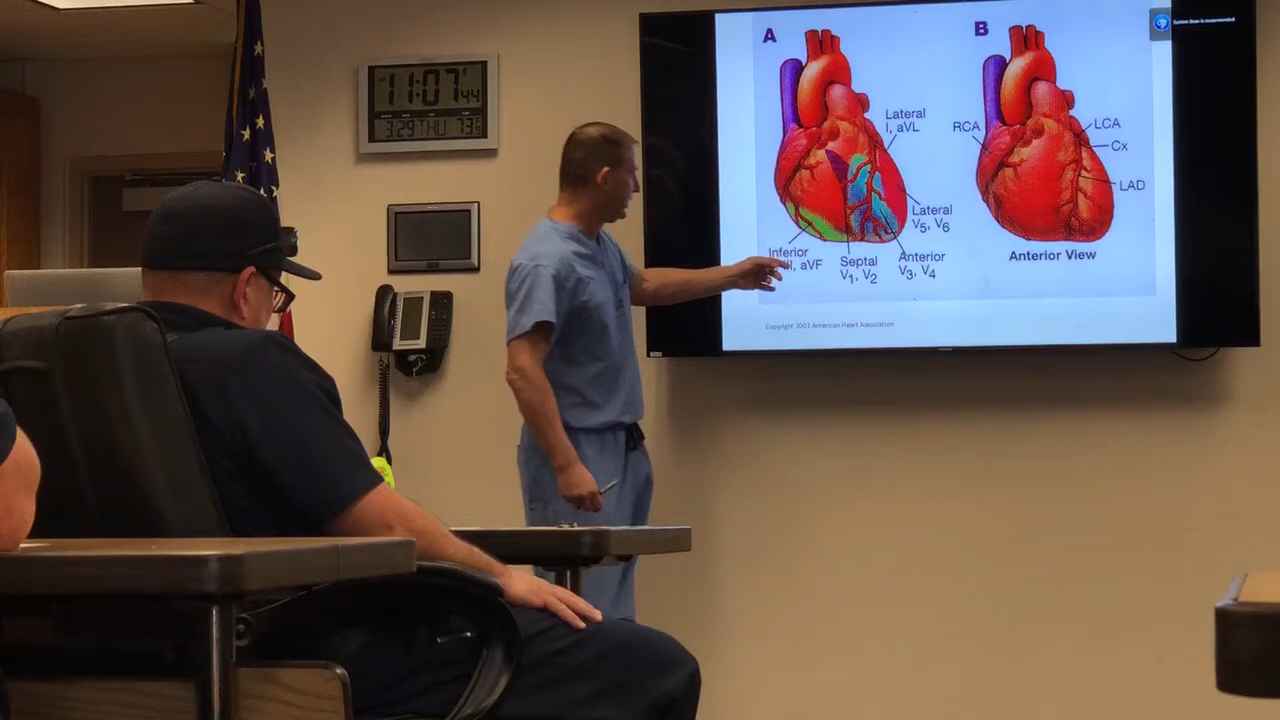 11:07 44
3:29 THU 73°
A
B
Lateral
I, aVL
RCA
LCA
Cx
LAD
Lateral
V5, V6
Inferior
II, aVF
Septal
V1, V2
Anterior
V3, V4
Anterior View
Copyright 2001 American Heart Association